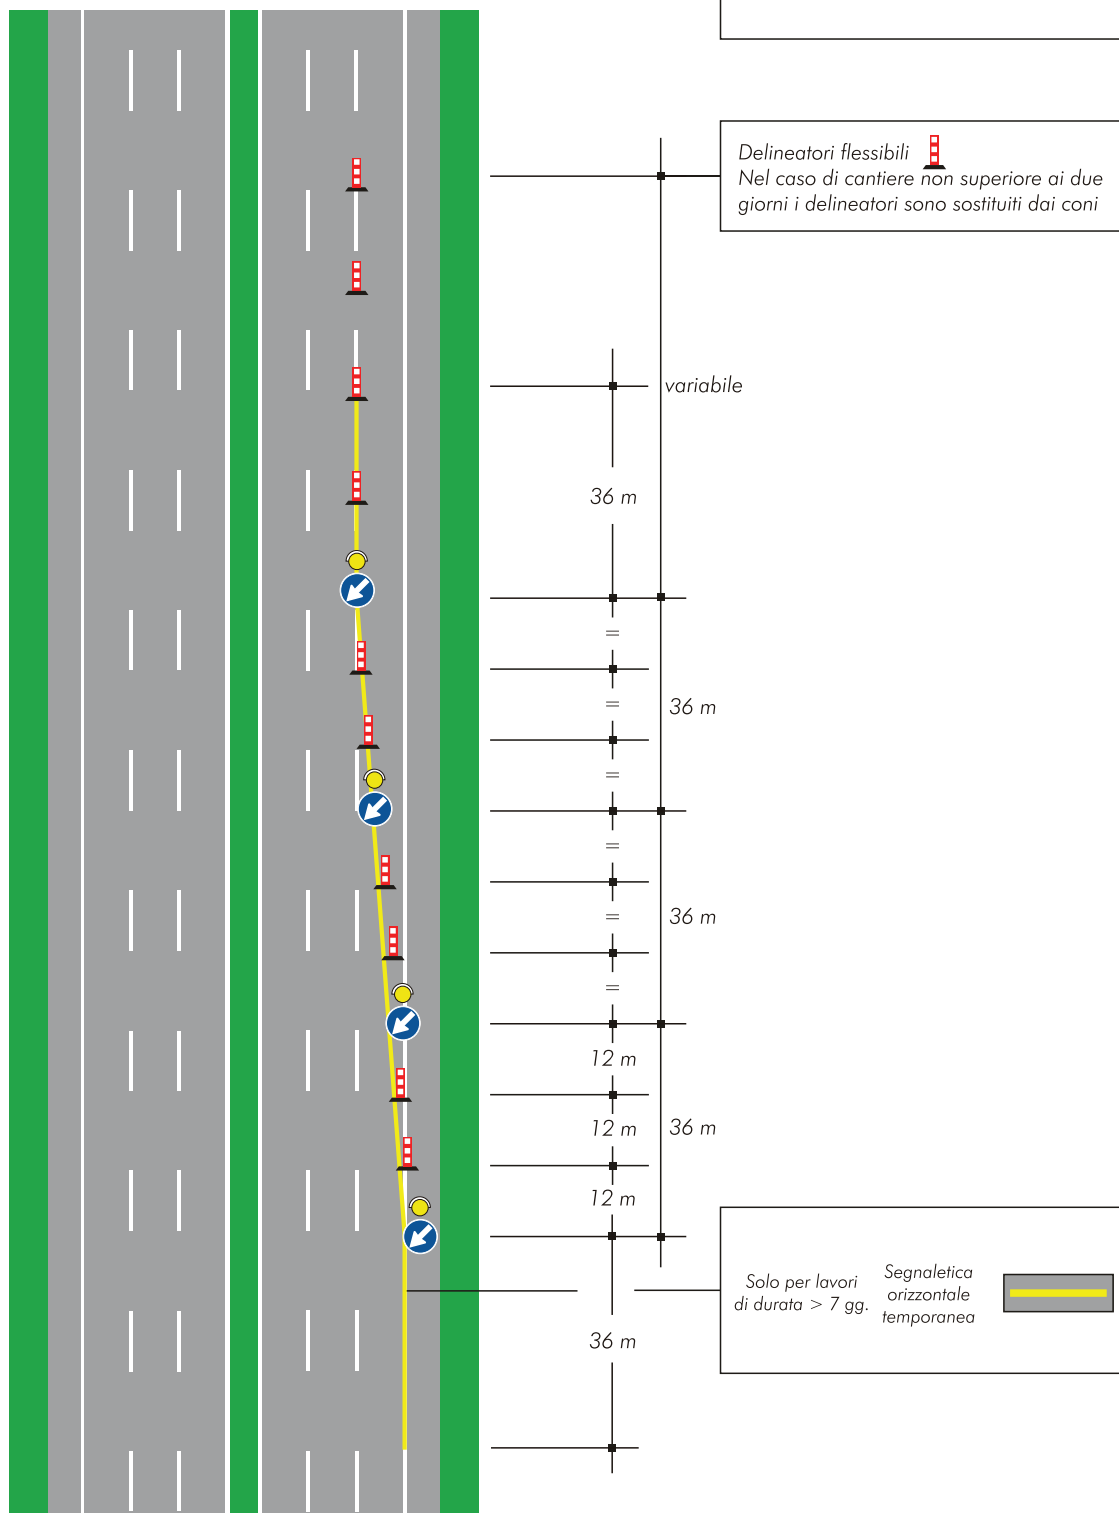 Delineatori flessibili
Nel caso di cantiere non superiore ai due
giorni i delineatori sono sostituiti dai coni
variabile
36 m
=
=
36 m
=
=
=
36 m
=
12 m
12 m
36 m
12 m
Solo per lavori
di durata > 7 gg.
Segnaletica
orizzontale
temporanea
36 m